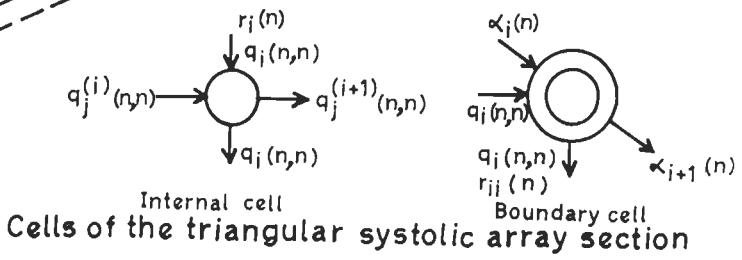 r_i(n)
q_i(n,n)
q_j^(i)(n,n)
q_j^(i+1)(n,n)
q_i(n,n)
Internal cell
α_i(n)
q_i(n,n)
q_i(n,n)
r_ii(n)
α_i+1(n)
Boundary cell
Cells of the triangular systolic array section